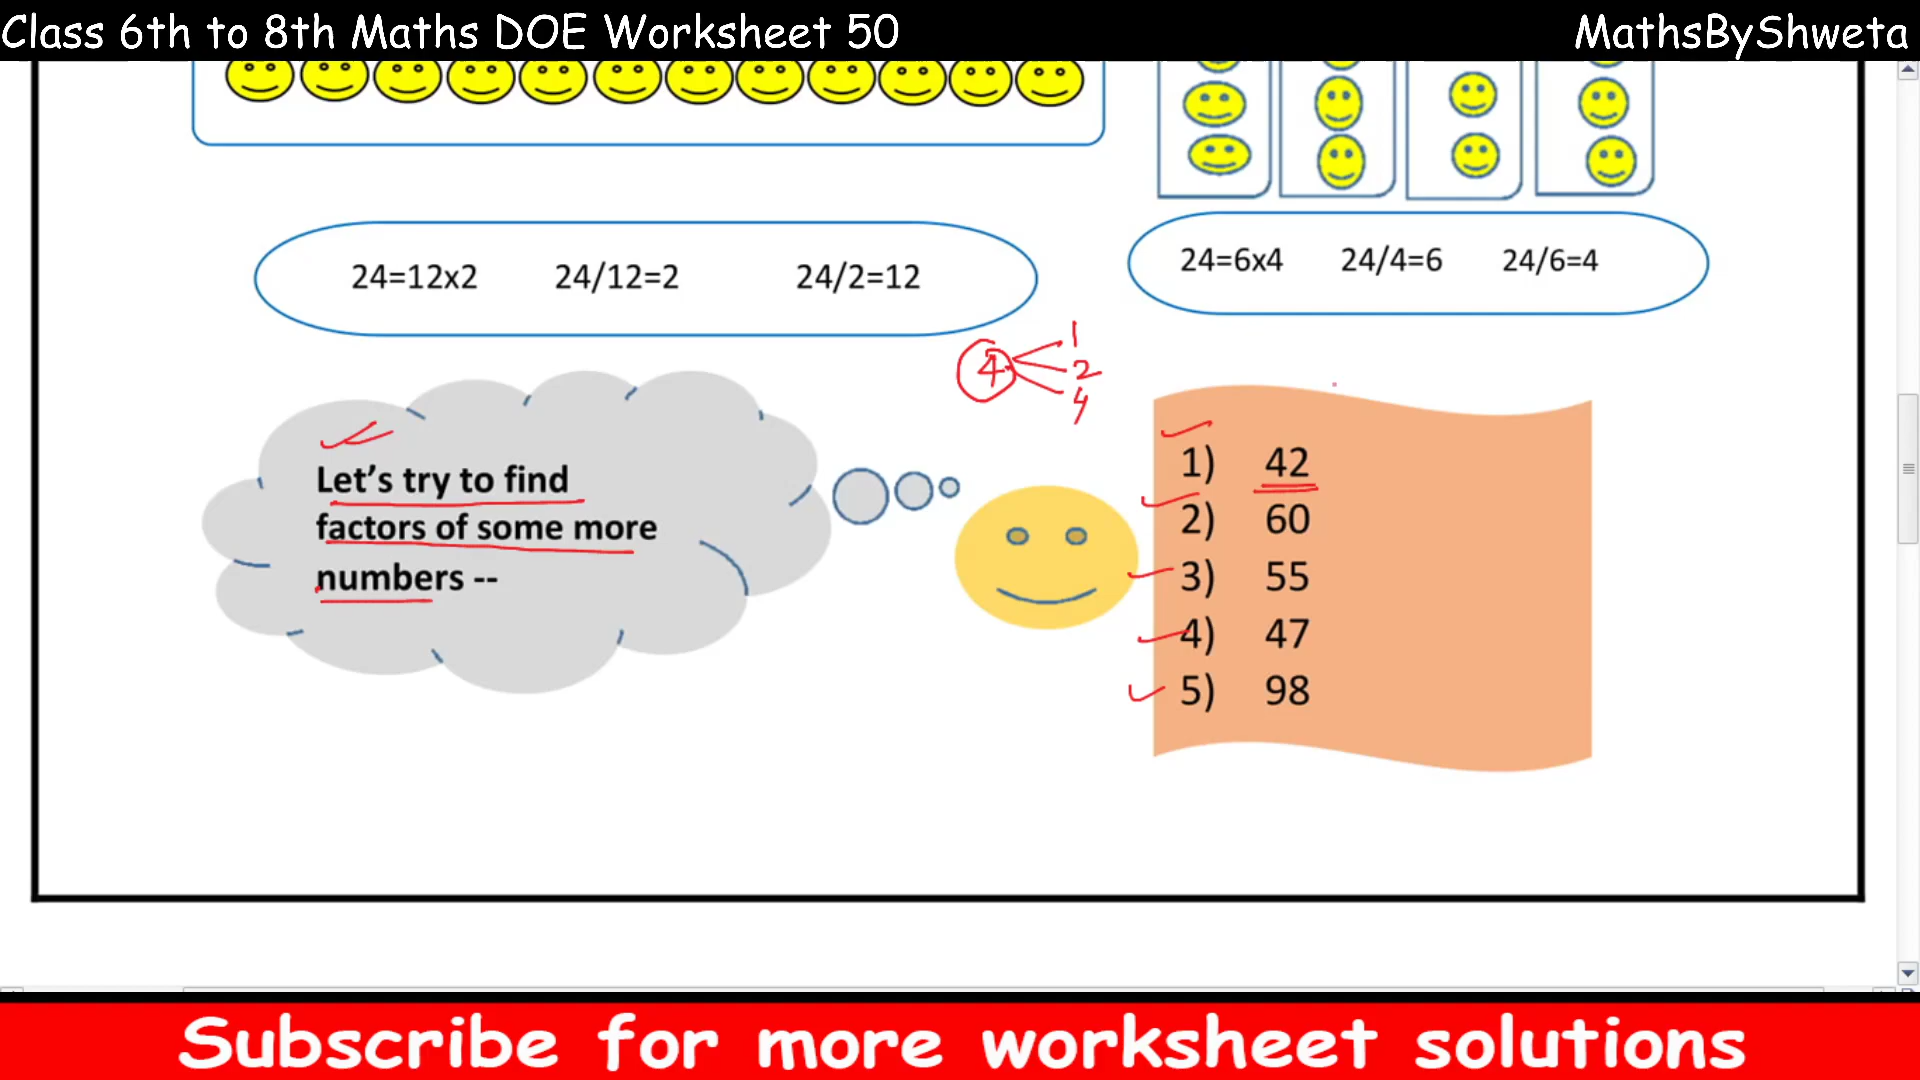 Class 6th to 8th Maths DOE Worksheet 50
MathsByShweta
24=12x2 24/12=2 24/2=12
24=6x4 24/4=6 24/6=4
4
1
2
4
Let's try to find
factors of some more
numbers --
1) 42
2) 60
3) 55
4) 47
5) 98
Subscribe for more worksheet solutions